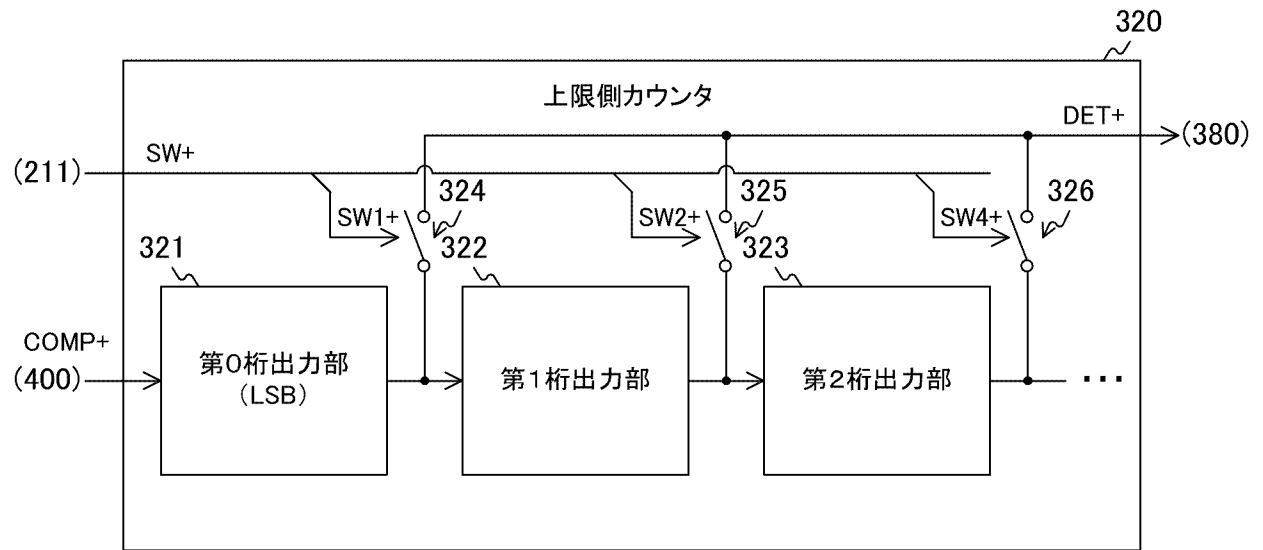 320
上限側カウンタ
DET+
(380)
SW+
(211)
SW1+
324
SW2+
325
SW4+
326
321
322
323
COMP+
(400)
第0桁出力部
(LSB)
第1桁出力部
第2桁出力部
・・・